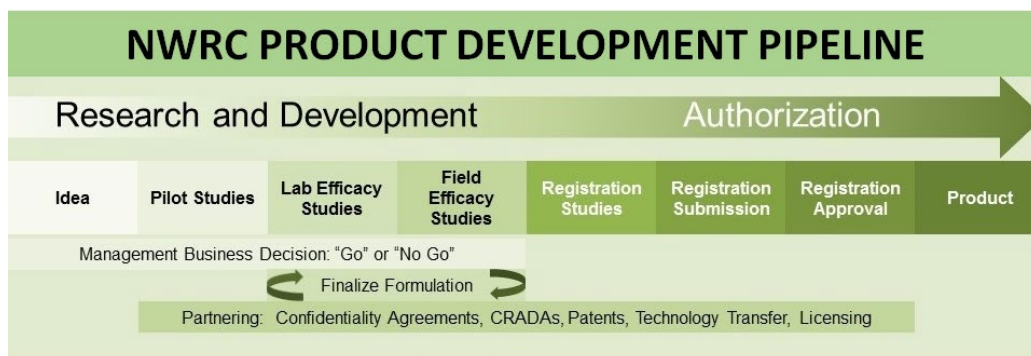 NWRC PRODUCT DEVELOPMENT PIPELINE
Research and Development
Authorization
Idea
Pilot Studies
Lab Efficacy
Studies
Field
Efficacy
Studies
Registration
Studies
Registration
Submission
Registration
Approval
Product
Management Business Decision: “Go” or “No Go”
Finalize Formulation
Partnering: Confidentiality Agreements, CRADAs, Patents, Technology Transfer, Licensing